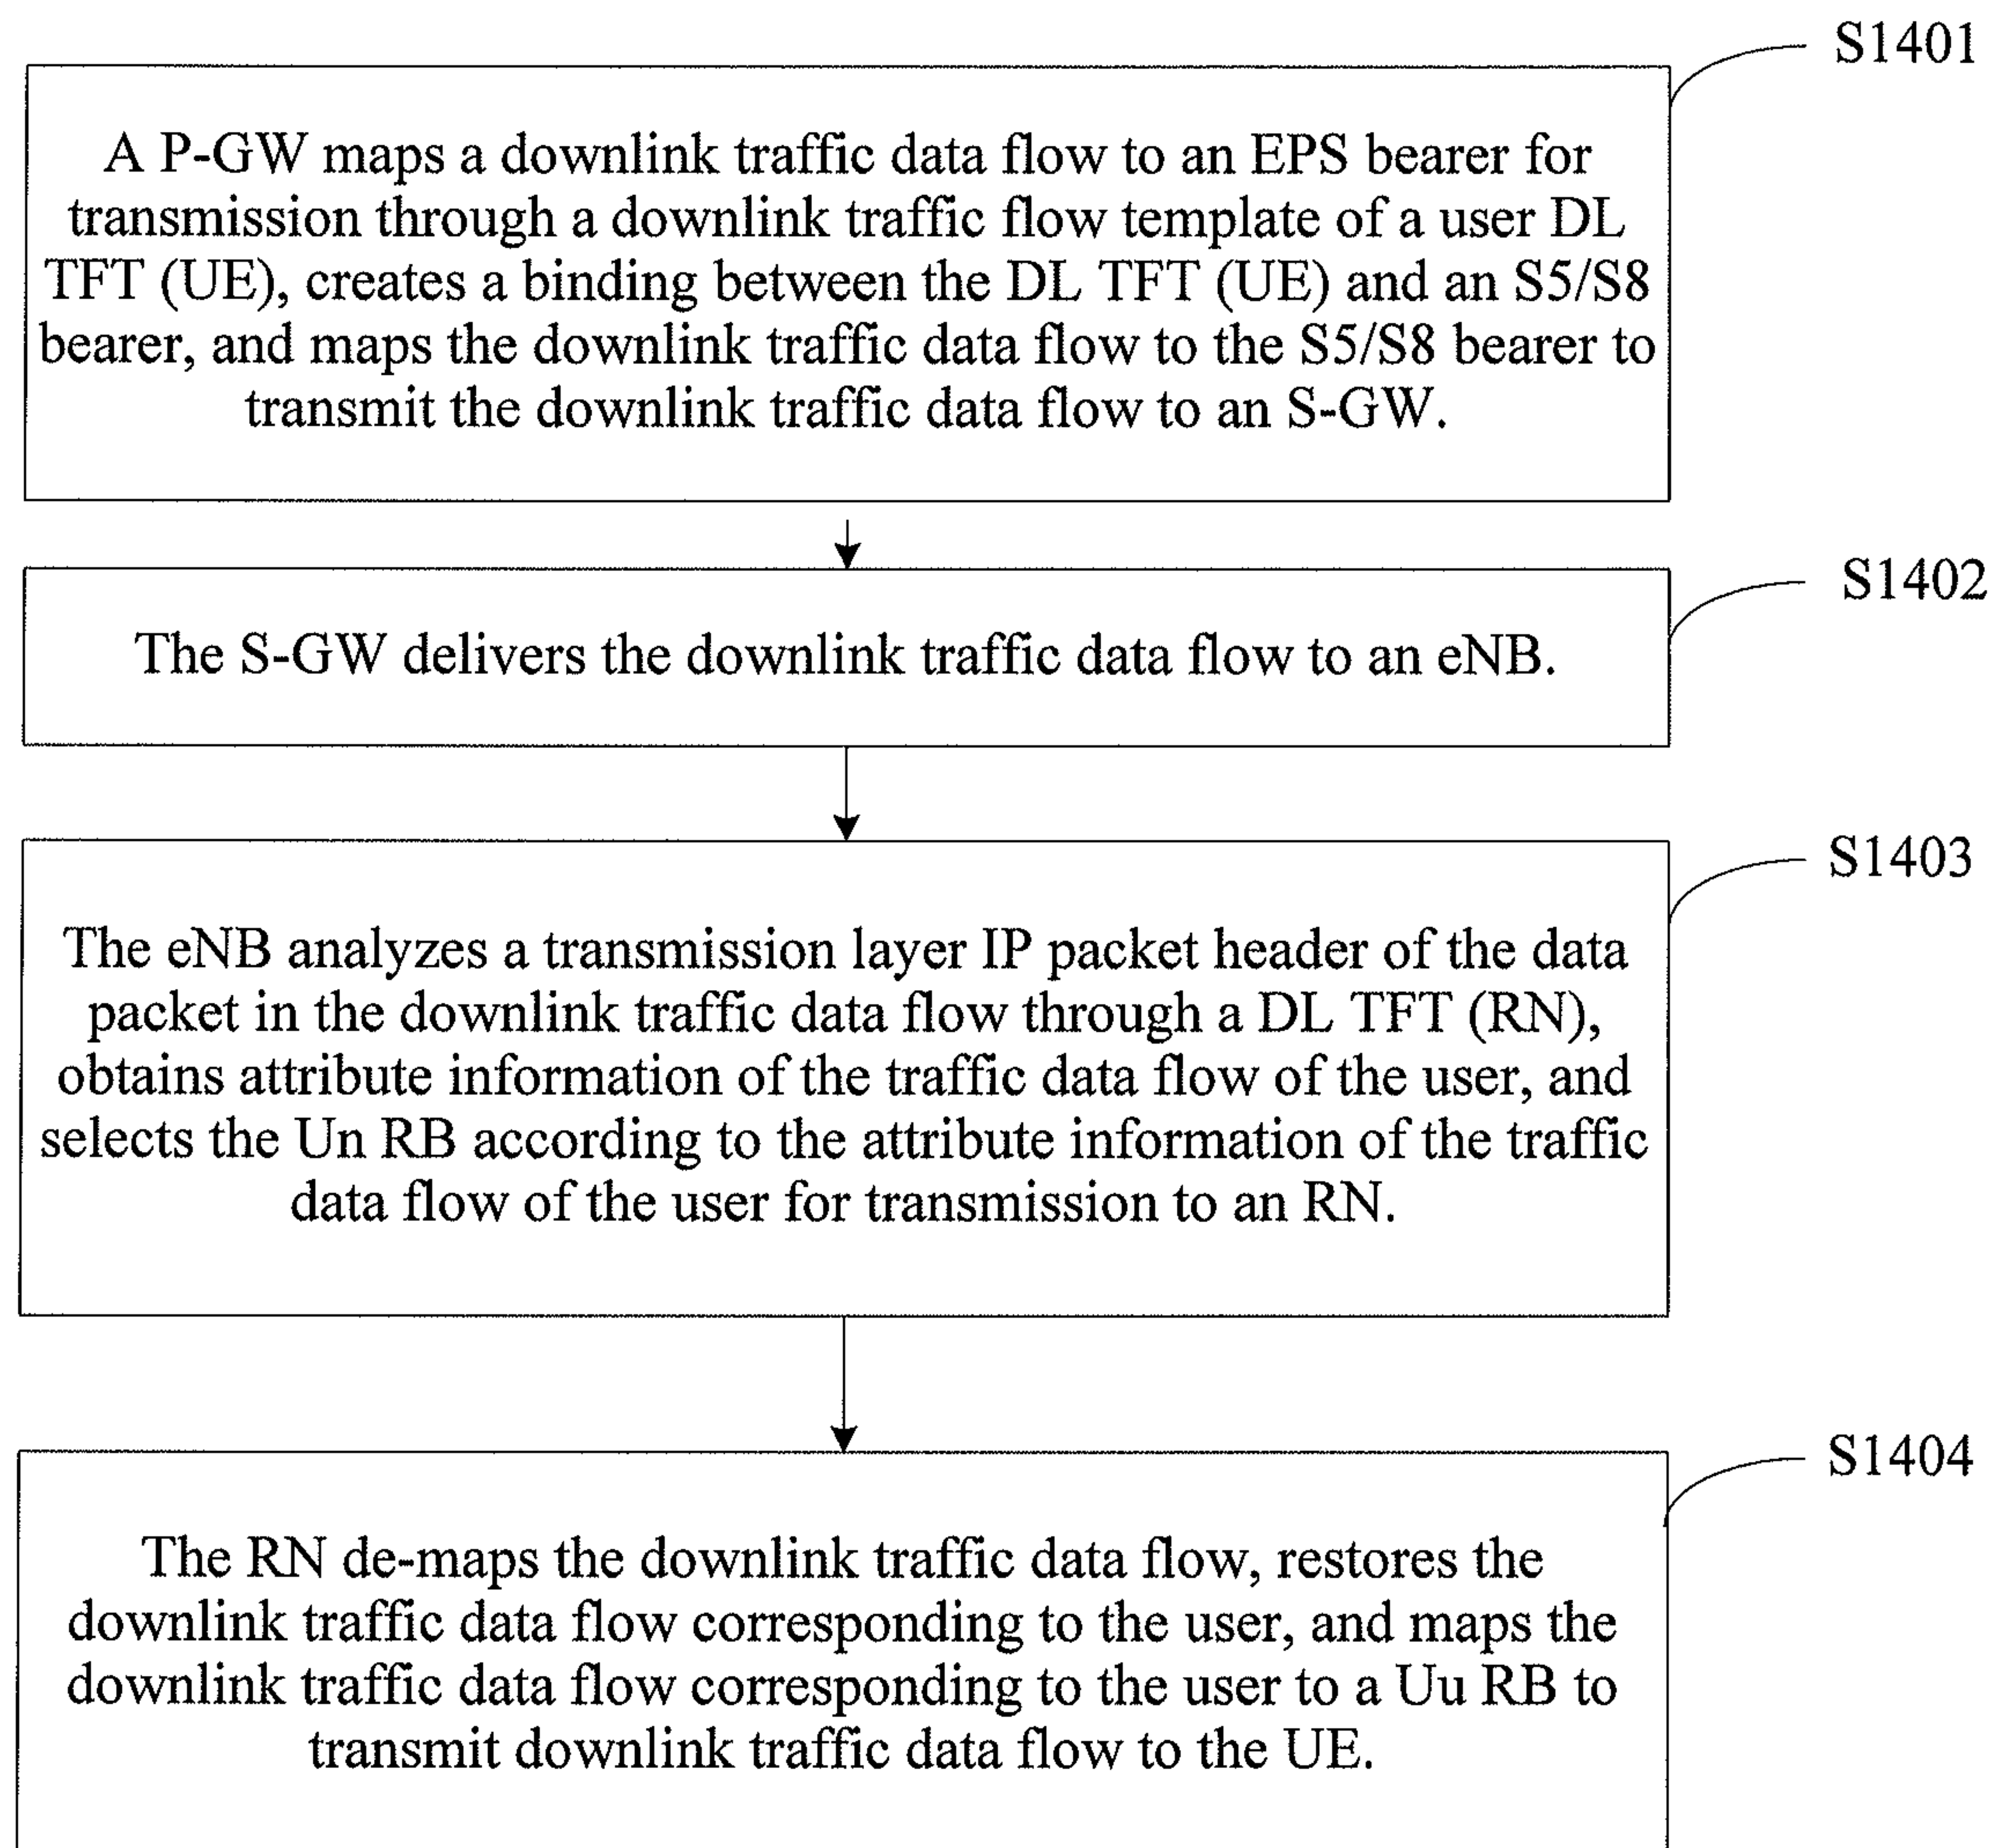 S1401
A P-GW maps a downlink traffic data flow to an EPS bearer for
transmission through a downlink traffic flow template of a user DL
TFT (UE), creates a binding between the DL TFT (UE) and an S5/S8
bearer, and maps the downlink traffic data flow to the S5/S8 bearer to
transmit the downlink traffic data flow to an S-GW.
S1402
The S-GW delivers the downlink traffic data flow to an eNB.
S1403
The eNB analyzes a transmission layer IP packet header of the data
packet in the downlink traffic data flow through a DL TFT (RN),
obtains attribute information of the traffic data flow of the user, and
selects the Un RB according to the attribute information of the traffic
data flow of the user for transmission to an RN.
S1404
The RN de-maps the downlink traffic data flow, restores the
downlink traffic data flow corresponding to the user, and maps the
downlink traffic data flow corresponding to the user to a Uu RB to
transmit downlink traffic data flow to the UE.